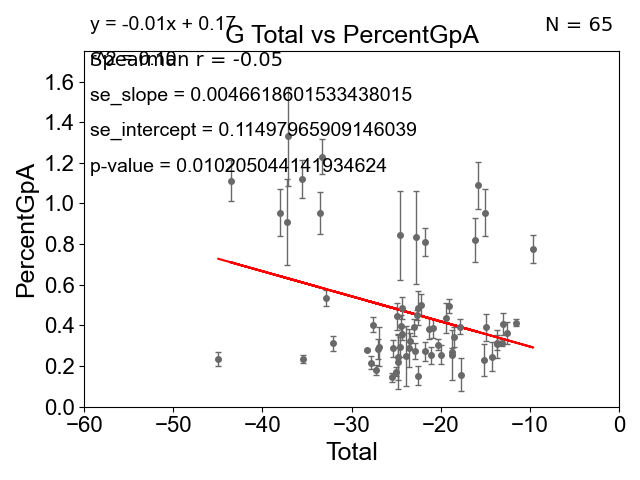 y = -0.01x + 0.17
N = 65
G Total vs PercentGpA
Spearman r = -0.05
se_slope = 0.0046618601533438015
se_intercept = 0.11497965909146039
p-value = 0.010205044141934624
1.6
1.4
1.2
1.0
0.8
0.6
0.4
0.2
0.0
PercentGpA
−60 −50 −40 −30 −20 −10 0
Total